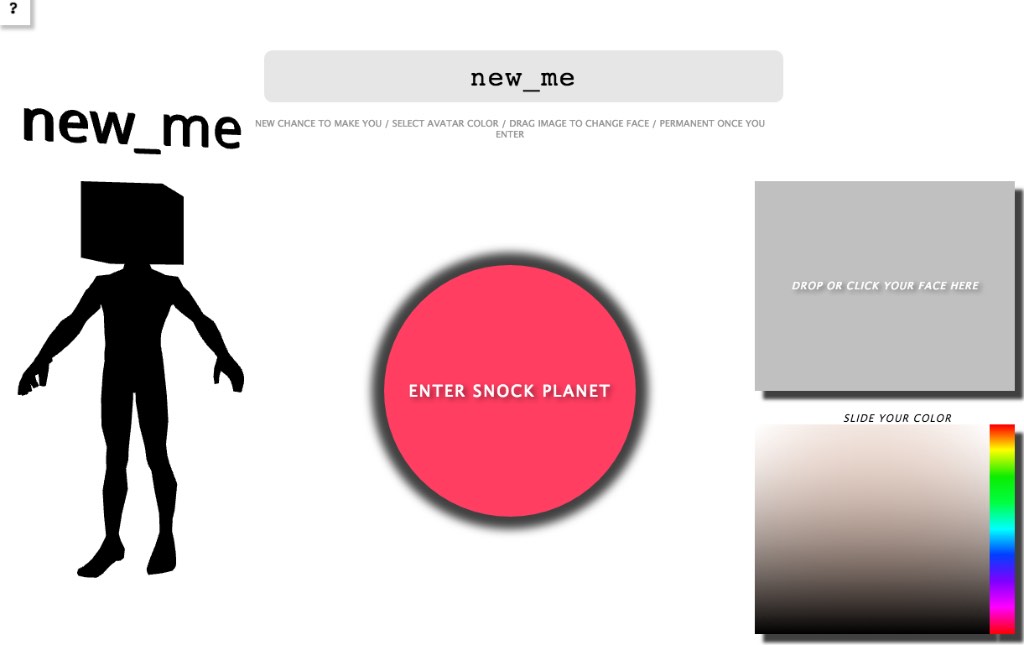 ?
new_me
new_me
NEW CHANCE TO MAKE YOU / SELECT AVATAR COLOR / DRAG IMAGE TO CHANGE FACE / PERMANENT ONCE YOU
ENTER
DROP OR CLICK YOUR FACE HERE
ENTER SNOCK PLANET
SLIDE YOUR COLOR